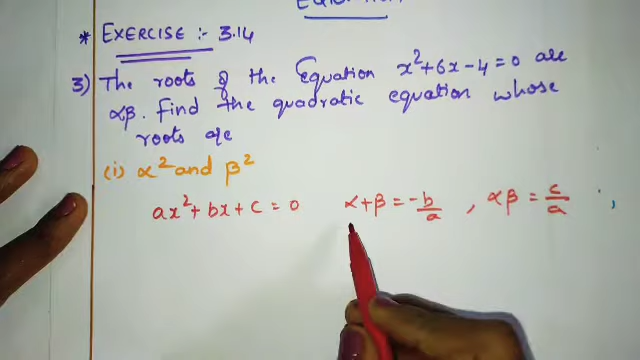 * EXERCISE :- 3.14
3) The roots of the Equation x²+6x-4=0 are
αβ. Find the quadratic equation whose
roots are
(i) α² and β²
ax²+bx+c=0 α+β=-b/a , αβ=c/a ,